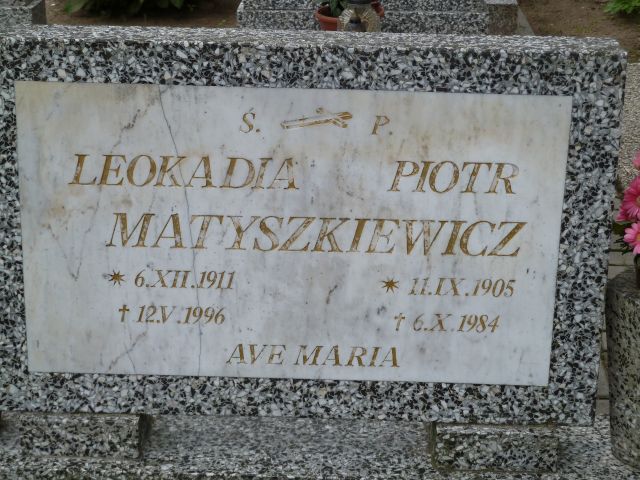 Ś. P.
LEOKADIA PIOTR
MATYSZKIEWICZ
* 6.XII.1911 * 11.IX.1905
† 12.V.1996 † 6.X.1984
AVE MARIA